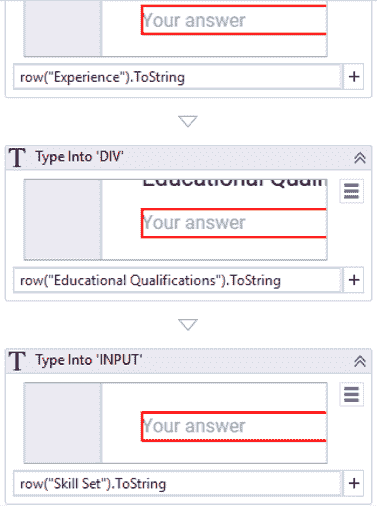 Your answer
row("Experience").ToString
Type Into 'DIV'
Your answer
row("Educational Qualifications").ToString
Type Into 'INPUT'
Your answer
row("Skill Set").ToString